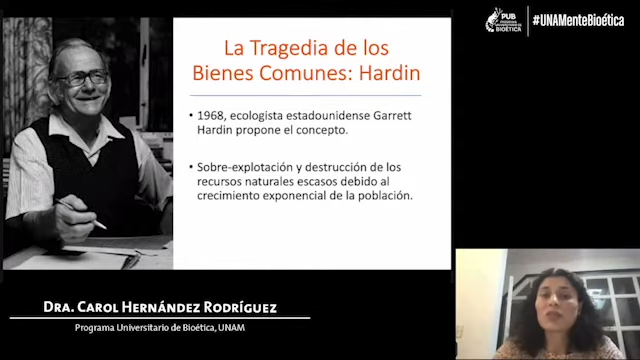 La Tragedia de los
Bienes Comunes: Hardin
• 1968, ecologista estadounidense Garrett
Hardin propone el concepto.
• Sobre-explotación y destrucción de los
recursos naturales escasos debido al
crecimiento exponencial de la población.
PUB
BIOÉTICA
#UNAMenteBioética
DRA. CAROL HERNÁNDEZ RODRÍGUEZ
Programa Universitario de Bioética, UNAM